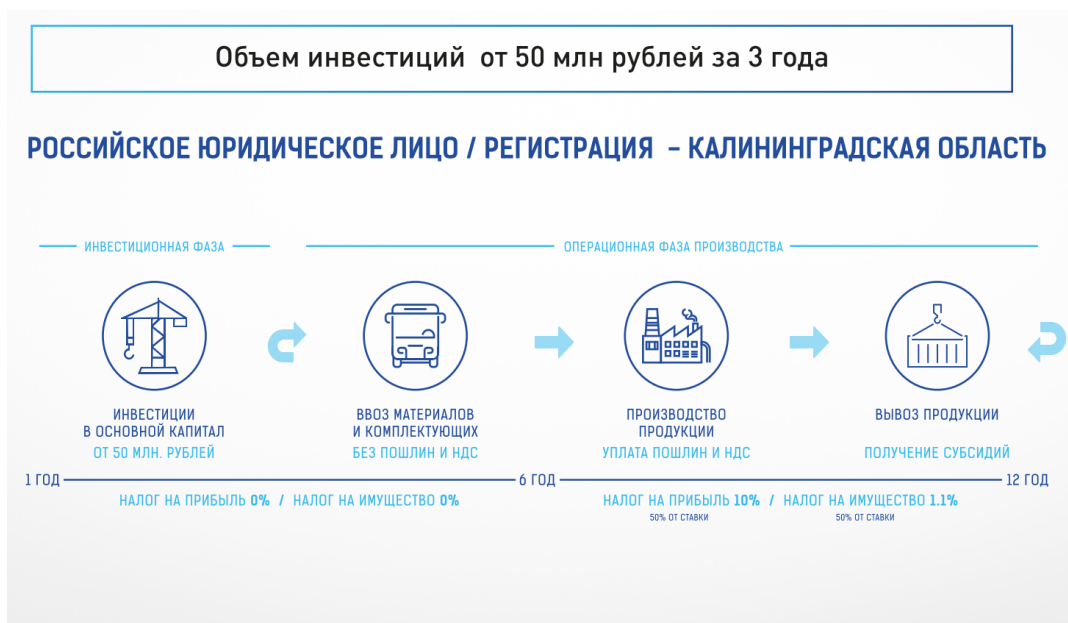 Объем инвестиций от 50 млн рублей за 3 года
РОССИЙСКОЕ ЮРИДИЧЕСКОЕ ЛИЦО / РЕГИСТРАЦИЯ – КАЛИНИНГРАДСКАЯ ОБЛАСТЬ
ИНВЕСТИЦИОННАЯ ФАЗА
ОПЕРАЦИОННАЯ ФАЗА ПРОИЗВОДСТВА
ИНВЕСТИЦИИ
В ОСНОВНОЙ КАПИТАЛ
ОТ 50 МЛН. РУБЛЕЙ
ВВОЗ МАТЕРИАЛОВ
И КОМПЛЕКТУЮЩИХ
БЕЗ ПОШЛИН И НДС
ПРОИЗВОДСТВО
ПРОДУКЦИИ
УПЛАТА ПОШЛИН И НДС
ВЫВОЗ ПРОДУКЦИИ
ПОЛУЧЕНИЕ СУБСИДИЙ
1 ГОД
6 ГОД
12 ГОД
НАЛОГ НА ПРИБЫЛЬ 0% / НАЛОГ НА ИМУЩЕСТВО 0%
НАЛОГ НА ПРИБЫЛЬ 10% / НАЛОГ НА ИМУЩЕСТВО 1.1%
50% ОТ СТАВКИ
50% ОТ СТАВКИ